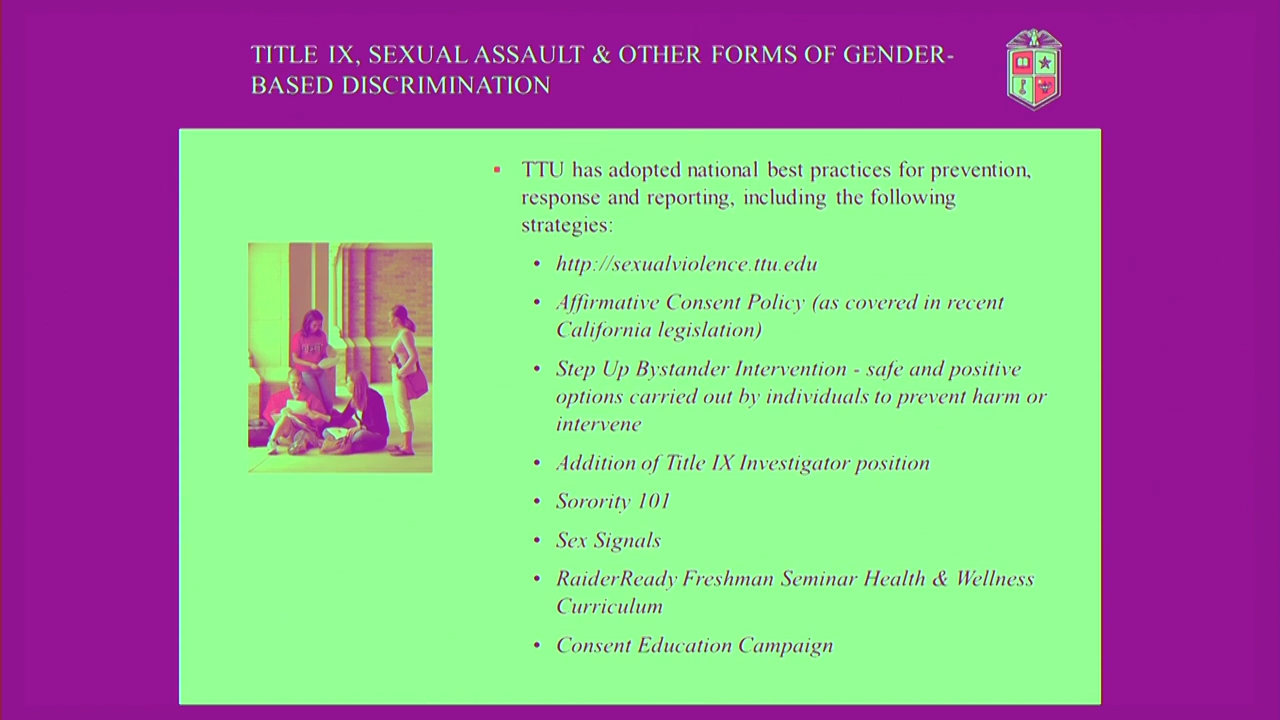 TITLE IX, SEXUAL ASSAULT & OTHER FORMS OF GENDER-
BASED DISCRIMINATION
▪ TTU has adopted national best practices for prevention,
response and reporting, including the following
strategies:
• http://sexualviolence.ttu.edu
• Affirmative Consent Policy (as covered in recent
California legislation)
• Step Up Bystander Intervention - safe and positive
options carried out by individuals to prevent harm or
intervene
• Addition of Title IX Investigator position
• Sorority 101
• Sex Signals
• RaiderReady Freshman Seminar Health & Wellness
Curriculum
• Consent Education Campaign